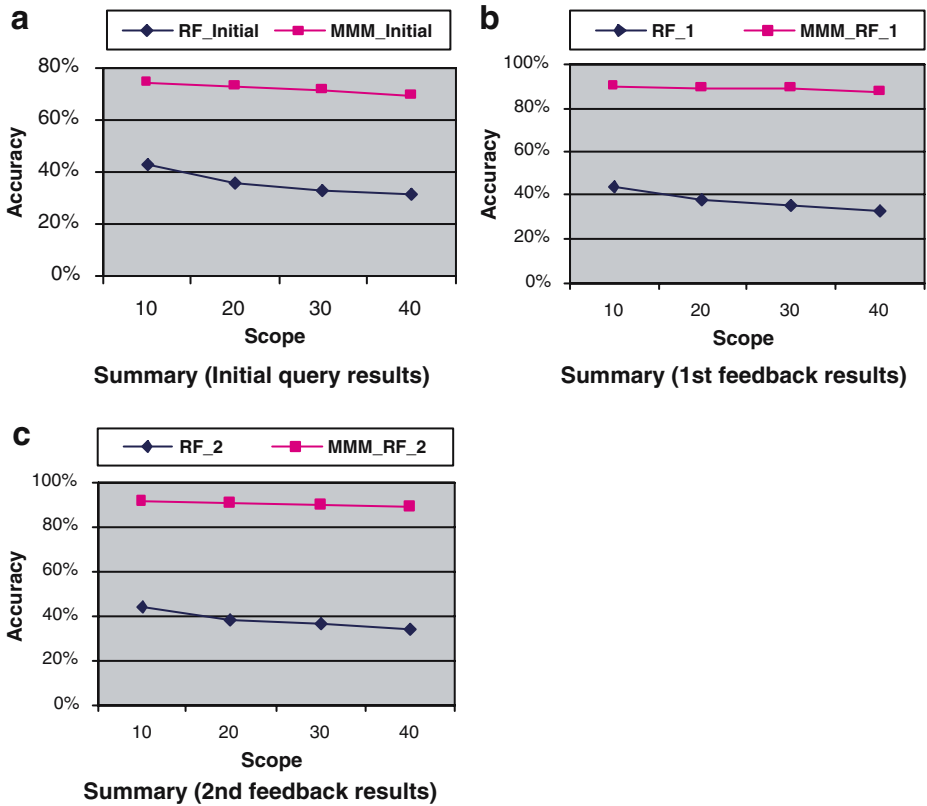 a
RF_Initial MMM_Initial
80%
60%
40%
20%
0%
Accuracy
10 20 30 40
Scope
Summary (Initial query results)
b
RF_1 MMM_RF_1
100%
80%
60%
40%
20%
0%
Accuracy
10 20 30 40
Scope
Summary (1st feedback results)
c
RF_2 MMM_RF_2
100%
80%
60%
40%
20%
0%
Accuracy
10 20 30 40
Scope
Summary (2nd feedback results)